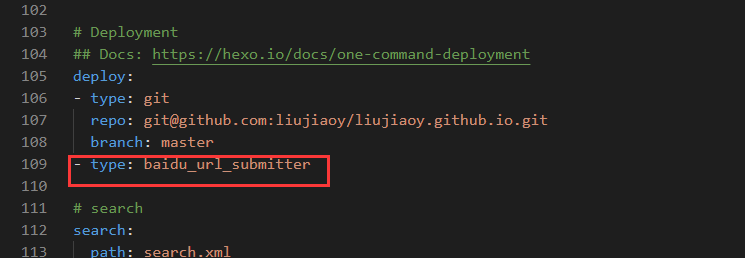 102
103 # Deployment
104 ## Docs: https://hexo.io/docs/one-command-deployment
105 deploy:
106 - type: git
107 repo: git@github.com:liujiaoy/liujiaoy.github.io.git
108 branch: master
109 - type: baidu_url_submitter
110
111 # search
112 search:
113 path: search.xml